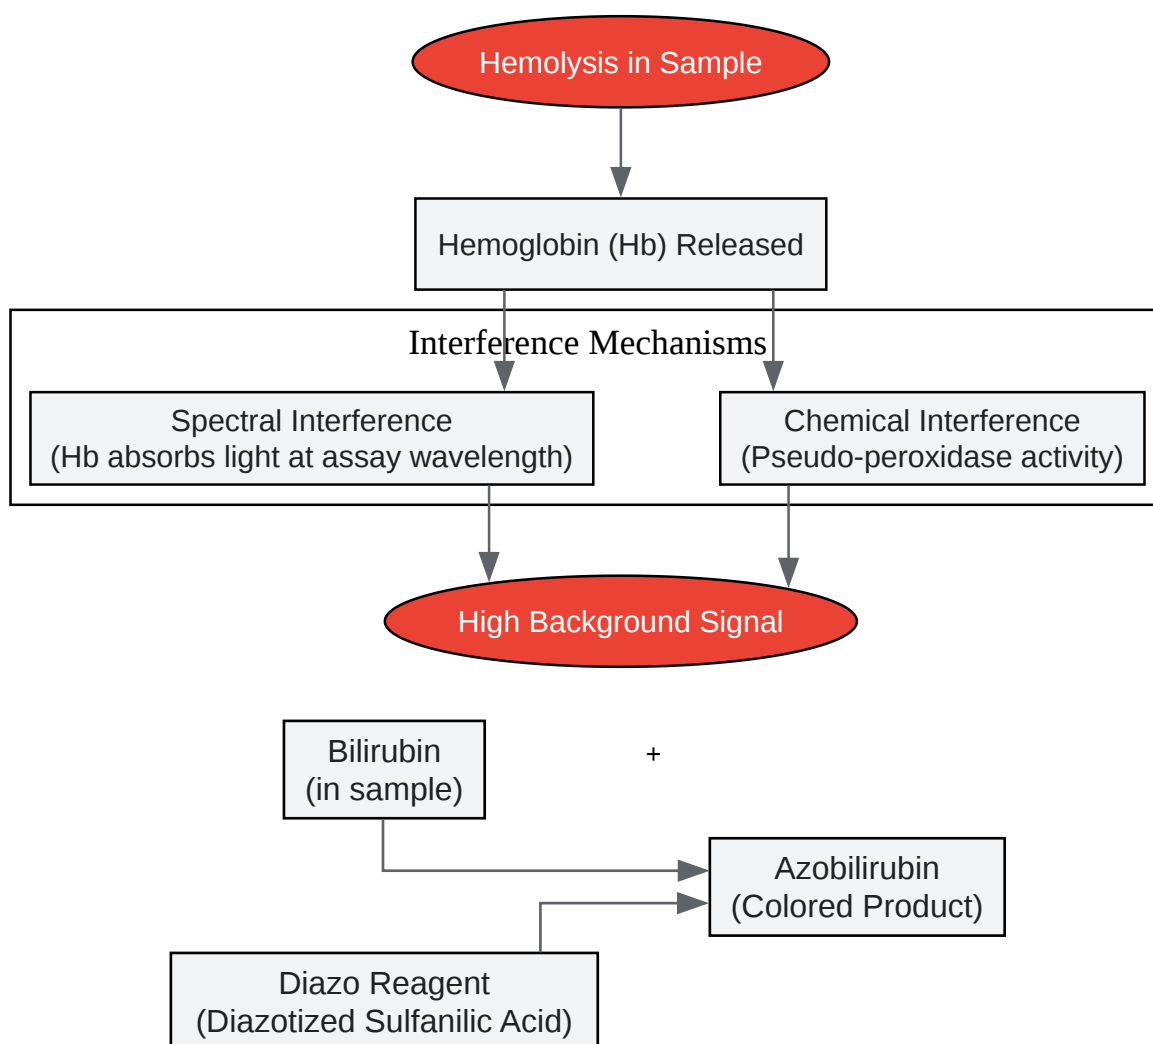 Hemolysis in Sample
Hemoglobin (Hb) Released
Interference Mechanisms
Spectral Interference
(Hb absorbs light at assay wavelength)
Chemical Interference
(Pseudo-peroxidase activity)
High Background Signal
Bilirubin
(in sample)
+
Azobilirubin
(Colored Product)
Diazo Reagent
(Diazotized Sulfanilic Acid)